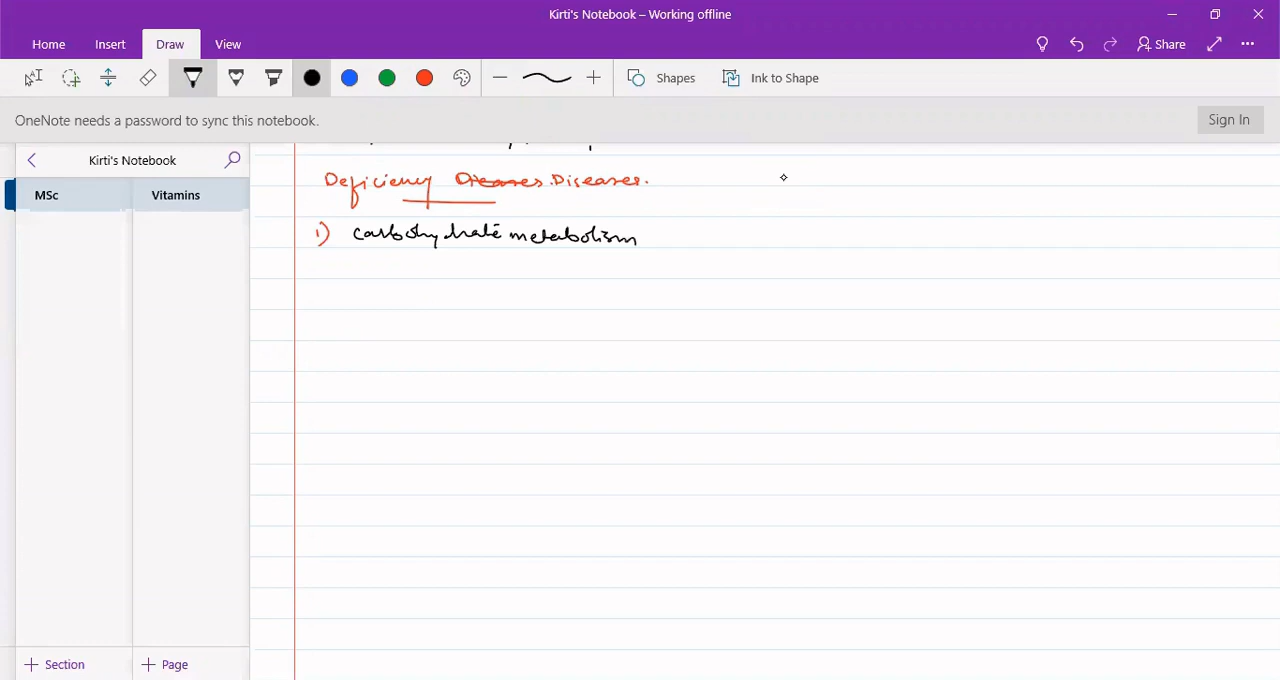 Kirti's Notebook – Working offline
Home Insert Draw View Share
Shapes Ink to Shape
OneNote needs a password to sync this notebook. Sign In
Kirti's Notebook
MSc Vitamins
Deficiency Diseases.
i) carbohydrate metabolism
+ Section + Page